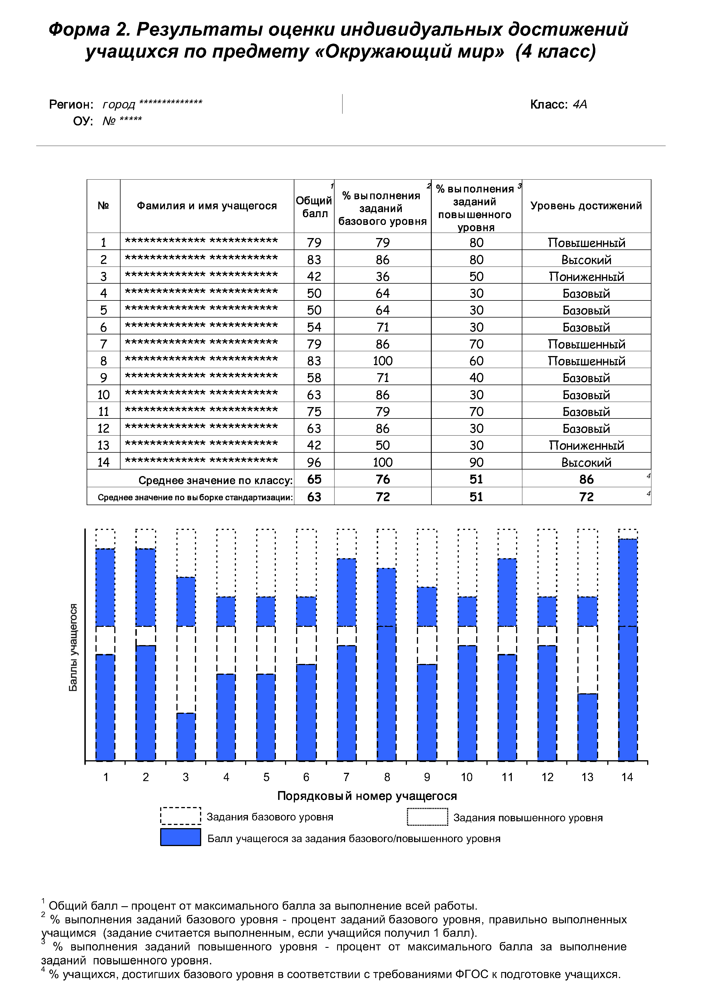 Форма 2. Результаты оценки индивидуальных достижений
учащихся по предмету «Окружающий мир» (4 класс)
Регион: город ************** Класс: 4А
ОУ: № *****
№ Фамилия и имя учащегося Общий балл 1 % выполнения заданий базового уровня 2 % выполнения заданий повышенного уровня 3 Уровень достижений
1 ************* *********** 79 79 80 Повышенный
2 ************* *********** 83 86 80 Высокий
3 ************* *********** 42 36 50 Пониженный
4 ************* *********** 50 64 30 Базовый
5 ************* *********** 50 64 30 Базовый
6 ************* *********** 54 71 30 Базовый
7 ************* *********** 79 86 70 Повышенный
8 ************* *********** 83 100 60 Повышенный
9 ************* *********** 58 71 40 Базовый
10 ************* *********** 63 86 30 Базовый
11 ************* *********** 75 79 70 Базовый
12 ************* *********** 63 86 30 Базовый
13 ************* *********** 42 50 30 Пониженный
14 ************* *********** 96 100 90 Высокий
Среднее значение по классу: 65 76 51 86 4
Среднее значение по выборке стандартизации: 63 72 51 72 4
Баллы учащегося
1 2 3 4 5 6 7 8 9 10 11 12 13 14
Порядковый номер учащегося
Задания базового уровня Задания повышенного уровня
Балл учащегося за задания базового/повышенного уровня
1 Общий балл – процент от максимального балла за выполнение всей работы.
2 % выполнения заданий базового уровня - процент заданий базового уровня, правильно выполненных
учащимся (задание считается выполненным, если учащийся получил 1 балл).
3 % выполнения заданий повышенного уровня - процент от максимального балла за выполнение
заданий повышенного уровня.
4 % учащихся, достигших базового уровня в соответствии с требованиями ФГОС к подготовке учащихся.